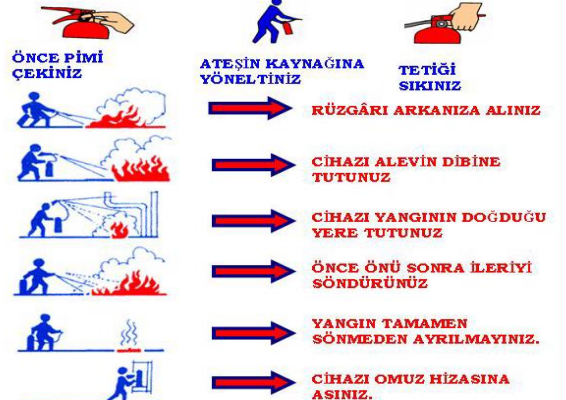 ÖNCE PİMİ
ÇEKİNİZ
ATEŞİN KAYNAĞINA
YÖNELTİNİZ
TETİĞİ
SIKINIZ
RÜZGÂRI ARKANIZA ALINIZ
CİHAZI ALEVİN DİBİNE
TUTUNUZ
CİHAZI YANGININ DOĞDUĞU
YERE TUTUNUZ
ÖNCE ÖNÜ SONRA İLERİYİ
SÖNDÜRÜNÜZ
YANGIN TAMAMEN
SÖNMEDEN AYRILMAYINIZ.
CİHAZI OMUZ HİZASINA
ASINIZ.